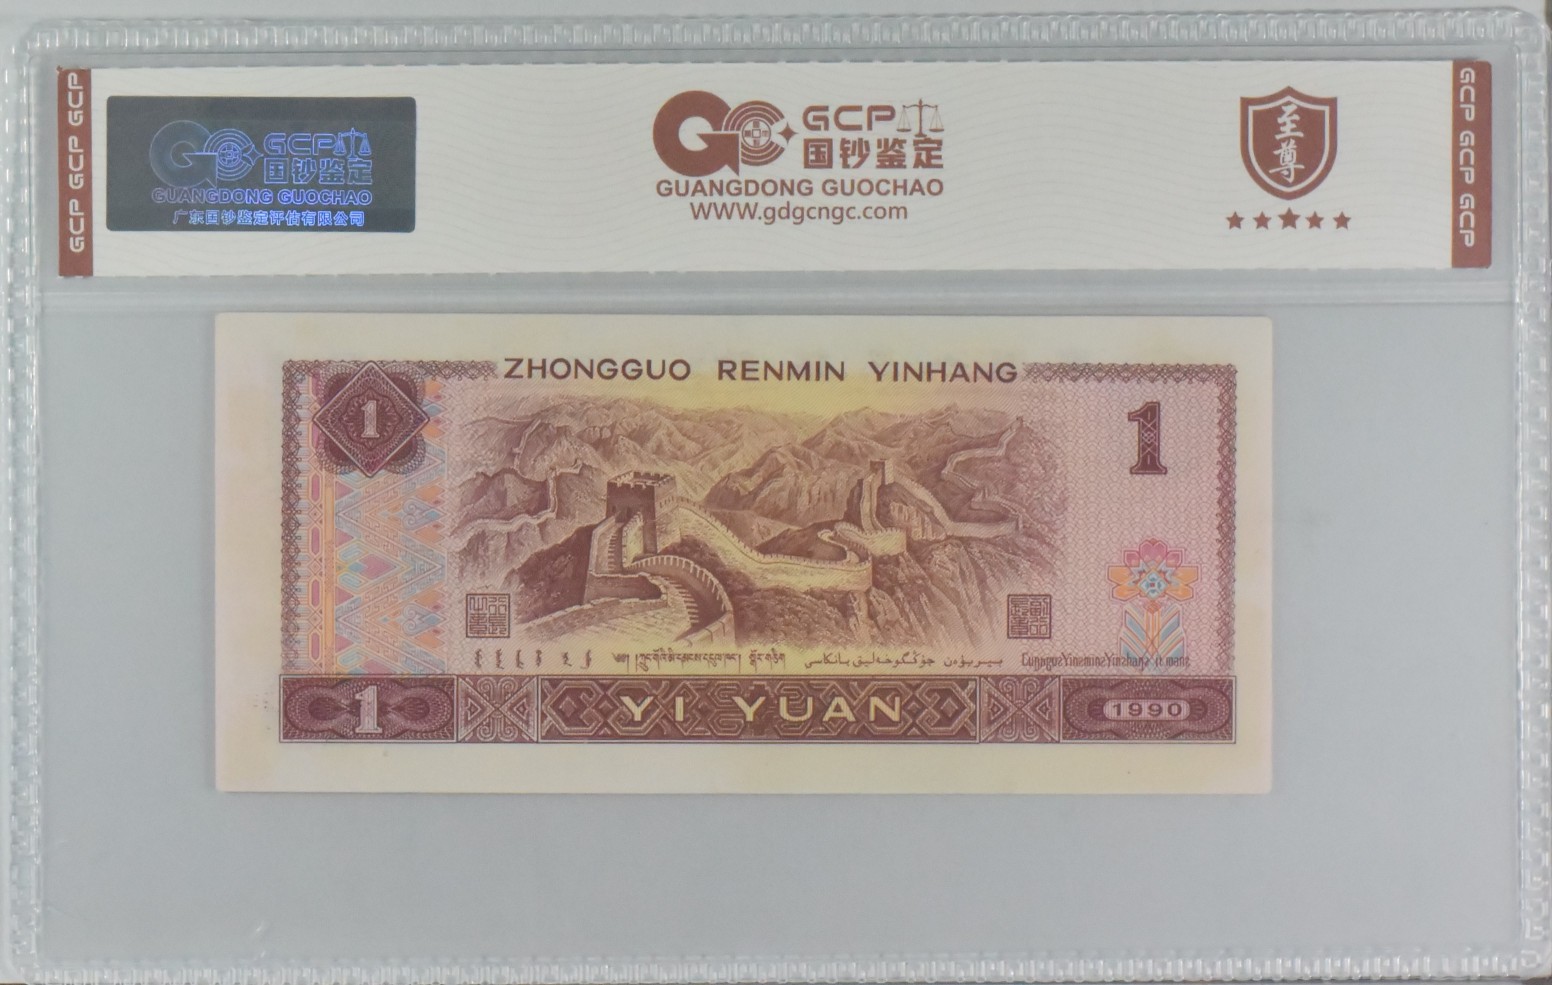 GCP GCP GCP
GCP
国钞鉴定
GUANGDONG GUOCHAO
广东国钞鉴定评估有限公司
GCP
国钞鉴定
GUANGDONG GUOCHAO
WWW.gdgcngc.com
至尊
GCP GCP GCP
ZHONGGUO RENMIN YINHANG
1
1
1
YI YUAN
1990